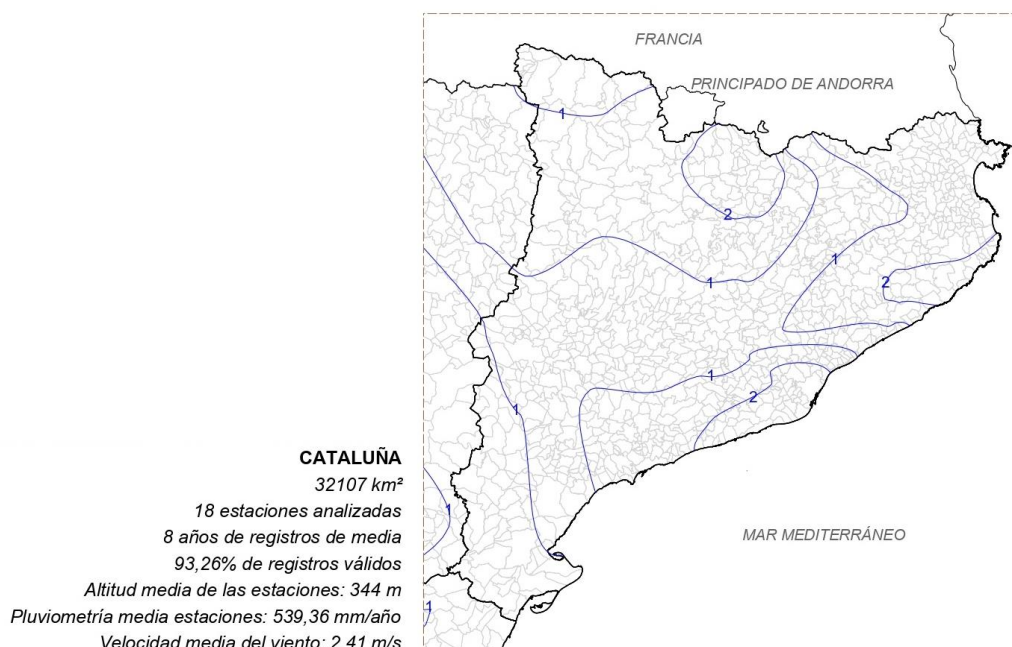 FRANCIA
PRINCIPADO DE ANDORRA
1
2
1
1
2
1
2
1
CATALUÑA
32107 km²
18 estaciones analizadas
1
8 años de registros de media
MAR MEDITERRÁNEO
93,26% de registros válidos
Altitud media de las estaciones: 344 m
Pluviometría media estaciones: 539,36 mm/año
1
Velocidad media del viento: 2,41 m/s